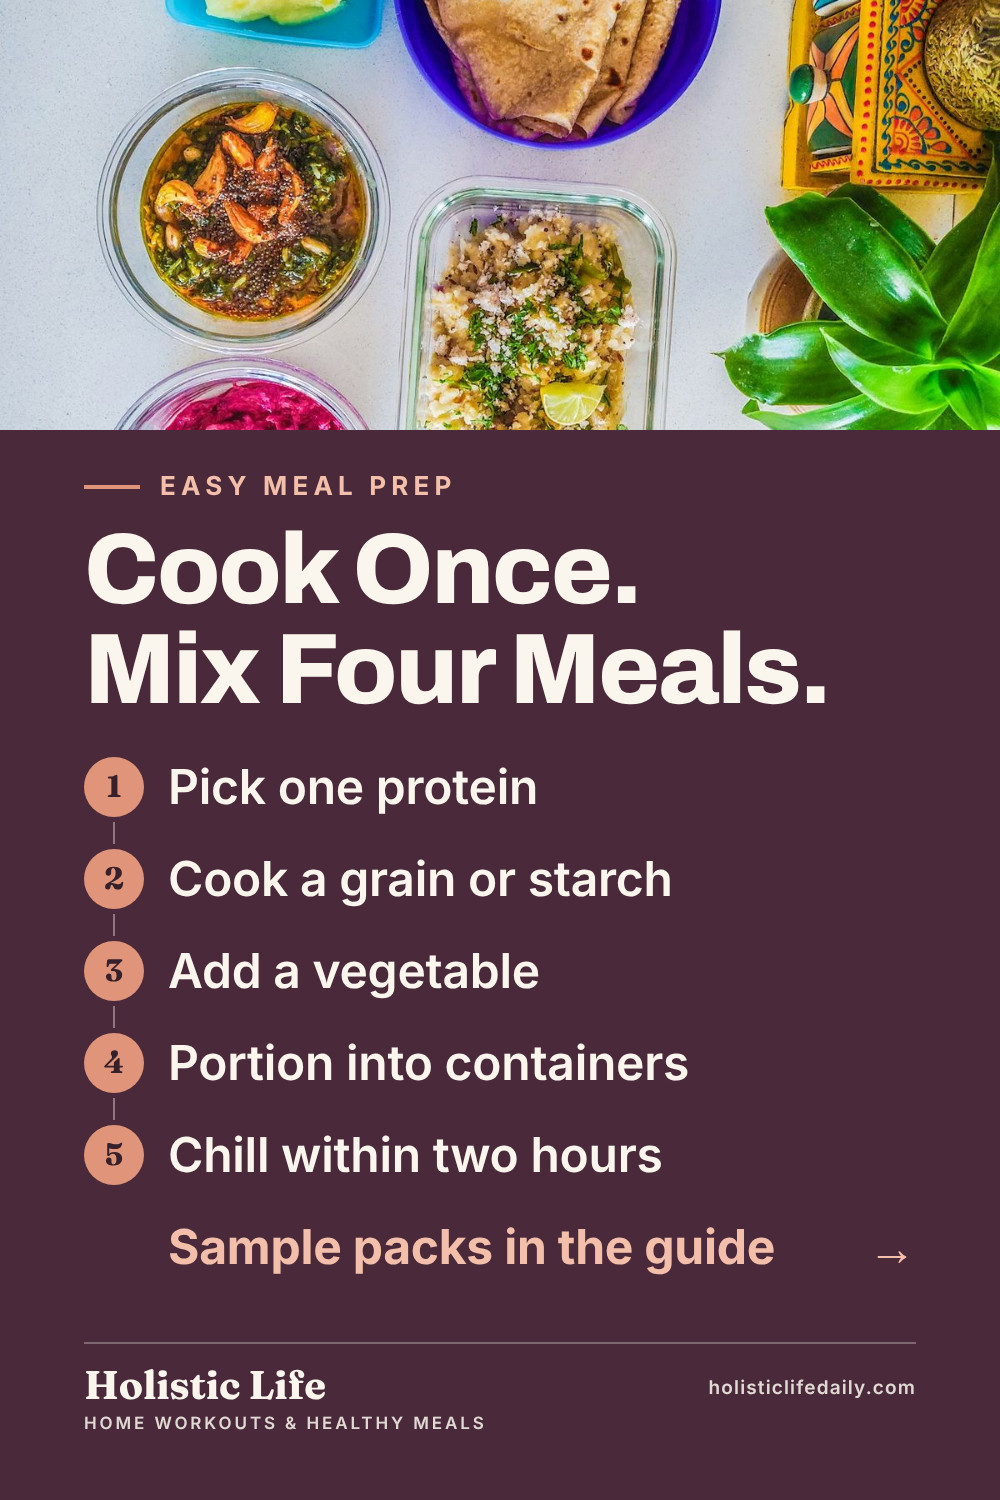 EASY MEAL PREP
Cook Once.
Mix Four Meals.
1 Pick one protein
2 Cook a grain or starch
3 Add a vegetable
4 Portion into containers
5 Chill within two hours
Sample packs in the guide →
Holistic Life
HOME WORKOUTS & HEALTHY MEALS
holisticlifedaily.com